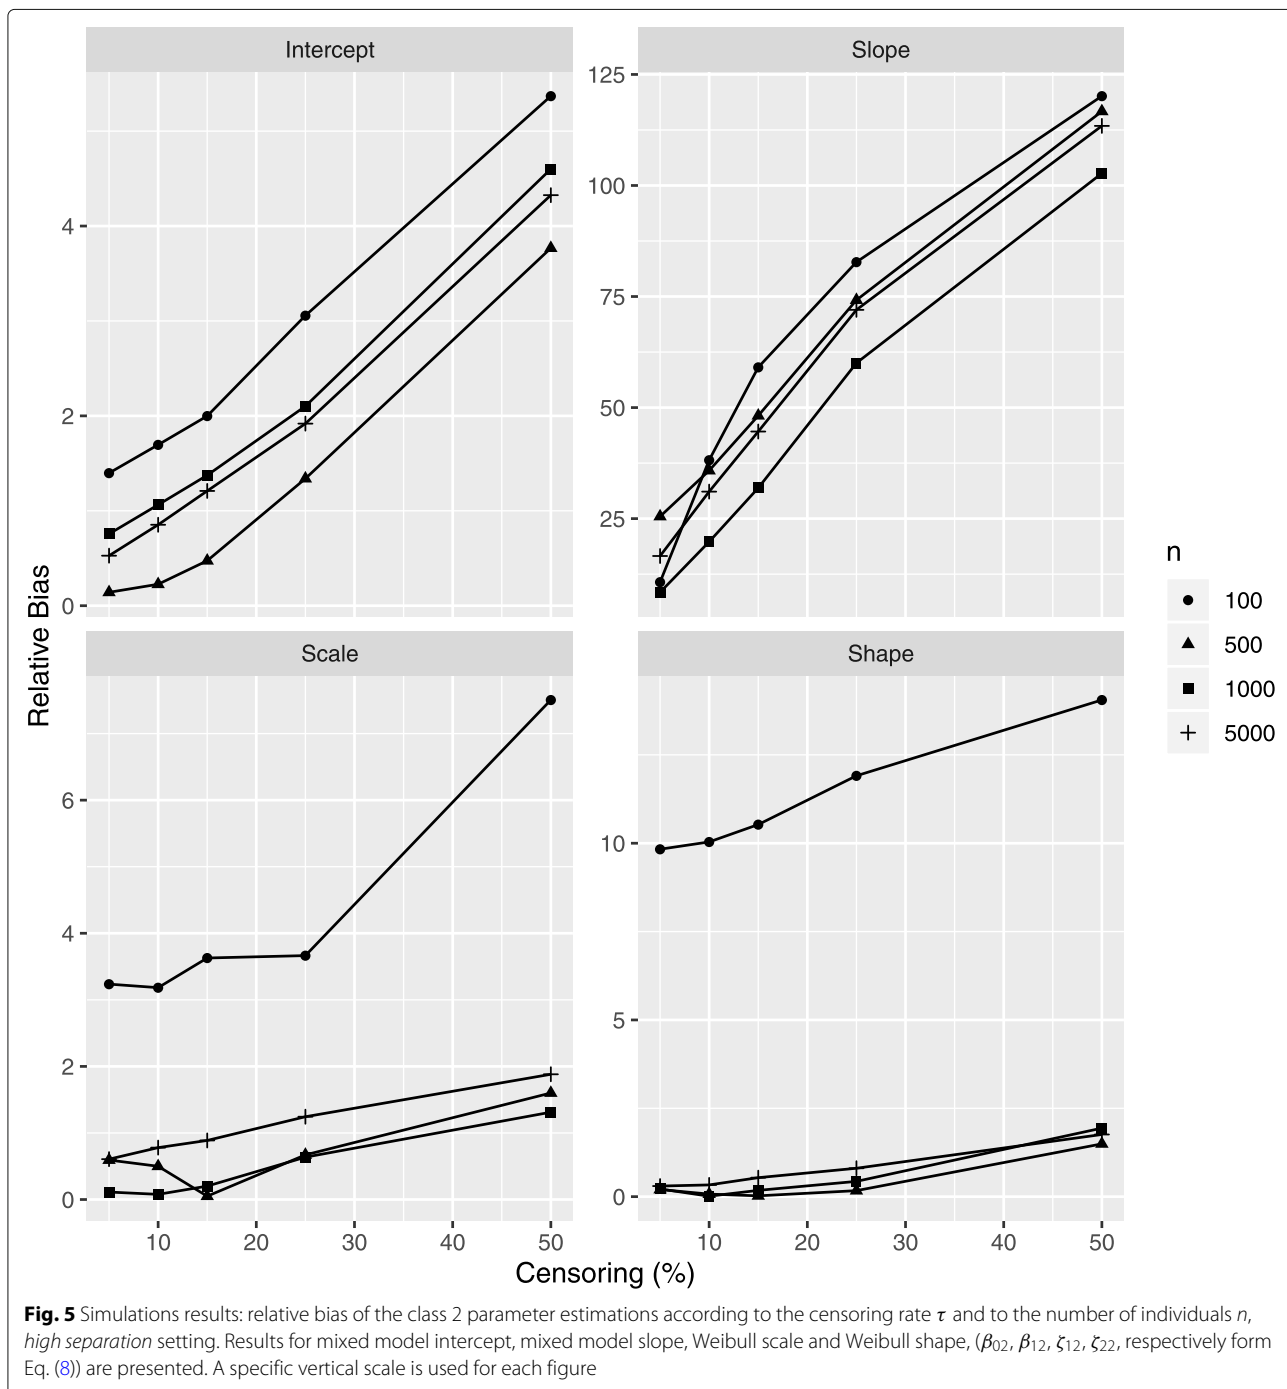 Intercept
Slope
Relative Bias
0
2
4
25
50
75
100
125
Scale
Shape
0
2
4
6
0
5
10
10
20
30
40
50
10
20
30
40
50
Censoring (%)
n
100
500
1000
5000
Fig. 5 Simulations results: relative bias of the class 2 parameter estimations according to the censoring rate τ and to the number of individuals n,
high separation setting. Results for mixed model intercept, mixed model slope, Weibull scale and Weibull shape, (β02, β12, ζ12, ζ22, respectively form
Eq. (8)) are presented. A specific vertical scale is used for each figure